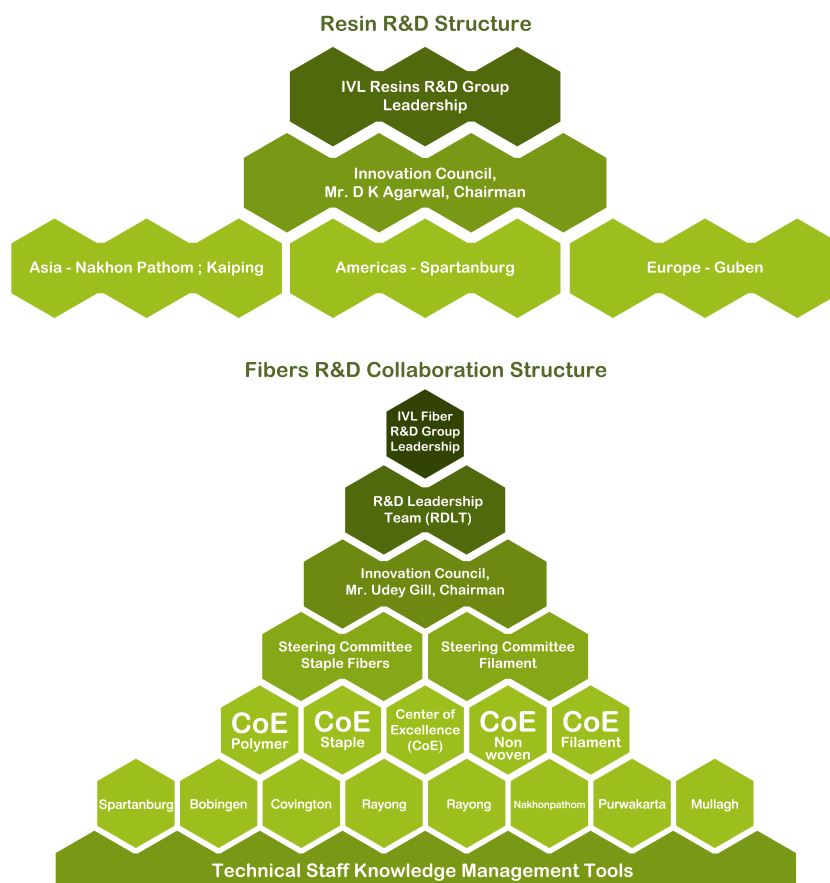 Resin R&D Structure
IVL Resins R&D Group
Leadership
Innovation Council,
Mr. D K Agarwal, Chairman
Asia - Nakhon Pathom ; Kaiping
Americas - Spartanburg
Europe - Guben
Fibers R&D Collaboration Structure
IVL Fiber
R&D Group
Leadership
R&D Leadership
Team (RDLT)
Innovation Council,
Mr. Udey Gill, Chairman
Steering Committee
Staple Fibers
Steering Committee
Filament
CoE
Polymer
CoE
Staple
Center of
Excellence
(CoE)
CoE
Non
woven
CoE
Filament
Spartanburg
Bobingen
Covington
Rayong
Rayong
Nakhonpathom
Purwakarta
Mullagh
Technical Staff Knowledge Management Tools